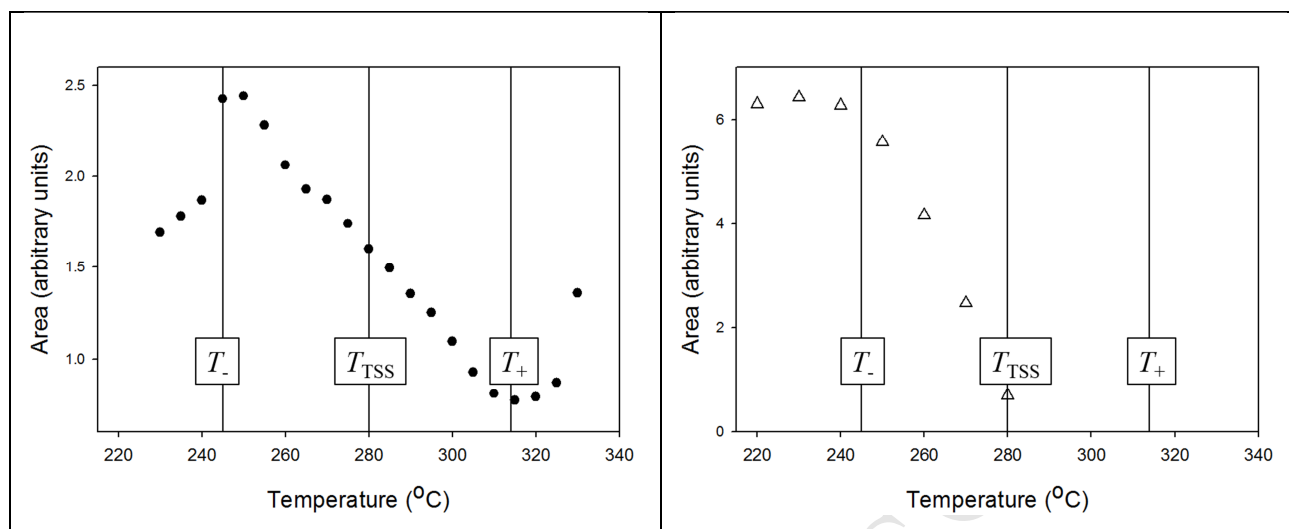 Area (arbitrary units)
2.5
2.0
1.5
1.0
T-
TTSS
T+
220 240 260 280 300 320 340
Temperature (oC)
Area (arbitrary units)
6
4
2
0
T-
TTSS
T+
220 240 260 280 300 320 340
Temperature (oC)